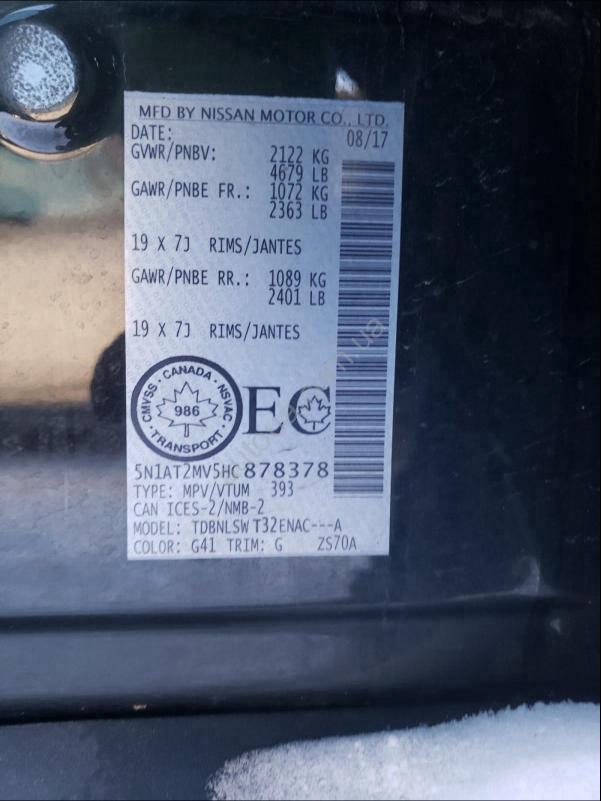 MFD BY NISSAN MOTOR CO., LTD.
DATE: 08/17
GVWR/PNBV: 2122 KG
4679 LB
GAWR/PNBE FR.: 1072 KG
2363 LB
19 X 7J RIMS/JANTES
GAWR/PNBE RR.: 1089 KG
2401 LB
19 X 7J RIMS/JANTES
CMVSS · CANADA · NSVAC
986
TRANSPORT
EC
5N1AT2MV5HC878378
TYPE: MPV/VTUM 393
CAN ICES-2/NMB-2
MODEL: TDBNLSW T32ENAC---A
COLOR: G41 TRIM: G ZS70A